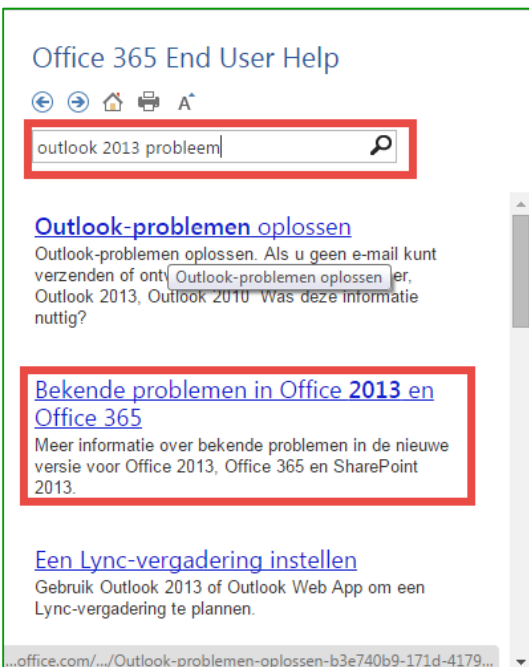 Office 365 End User Help
outlook 2013 probleem
Outlook-problemen oplossen
Outlook-problemen oplossen. Als u geen e-mail kunt
verzenden of ontv er,
Outlook-problemen oplossen
Outlook 2013, Outlook 2010 Was deze informatie
nuttig?
Bekende problemen in Office 2013 en
Office 365
Meer informatie over bekende problemen in de nieuwe
versie voor Office 2013, Office 365 en SharePoint
2013.
Een Lync-vergadering instellen
Gebruik Outlook 2013 of Outlook Web App om een
Lync-vergadering te plannen.
...office.com/.../Outlook-problemen-oplossen-b3e740b9-171d-4179...